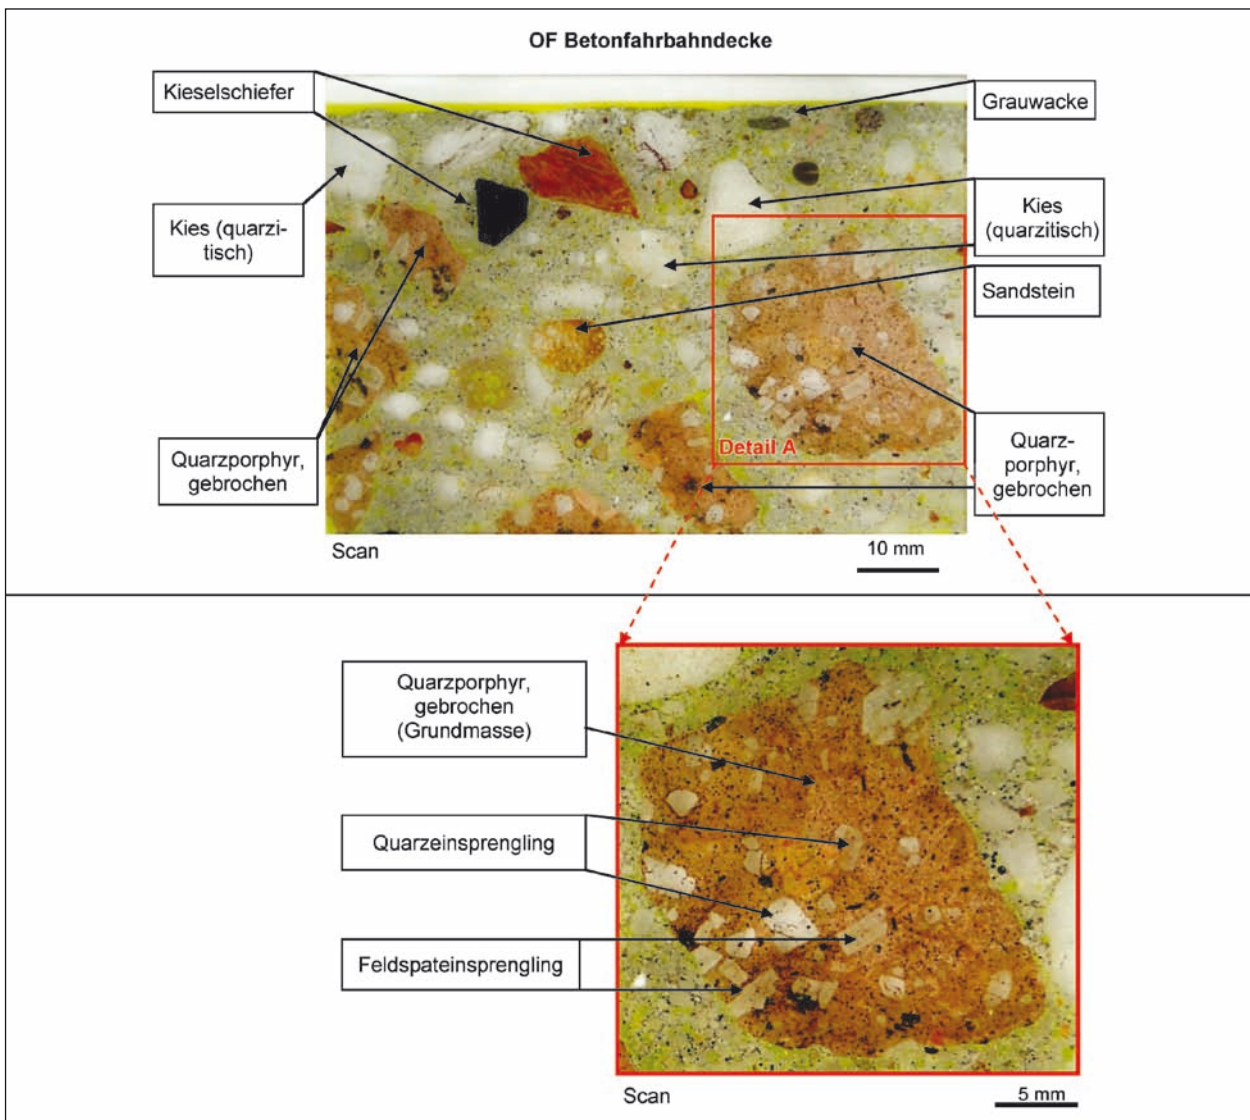 OF Betonfahrbahndecke
Kieselschiefer
Grauwacke
Kies (quarzi-
tisch)
Kies
(quarzitisch)
Sandstein
Quarzporphyr,
gebrochen
Detail A
Quarz-
porphyr,
gebrochen
Scan
10 mm
Quarzporphyr,
gebrochen
(Grundmasse)
Quarzeinsprengling
Feldspateinsprengling
Scan
5 mm